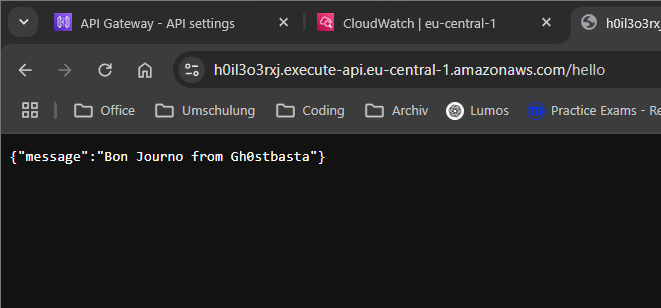 API Gateway - API settings
CloudWatch | eu-central-1
h0il3o3rxj
h0il3o3rxj.execute-api.eu-central-1.amazonaws.com/hello
Office
Umschulung
Coding
Archiv
Lumos
Practice Exams - Re
{"message":"Bon Journo from Gh0stbasta"}